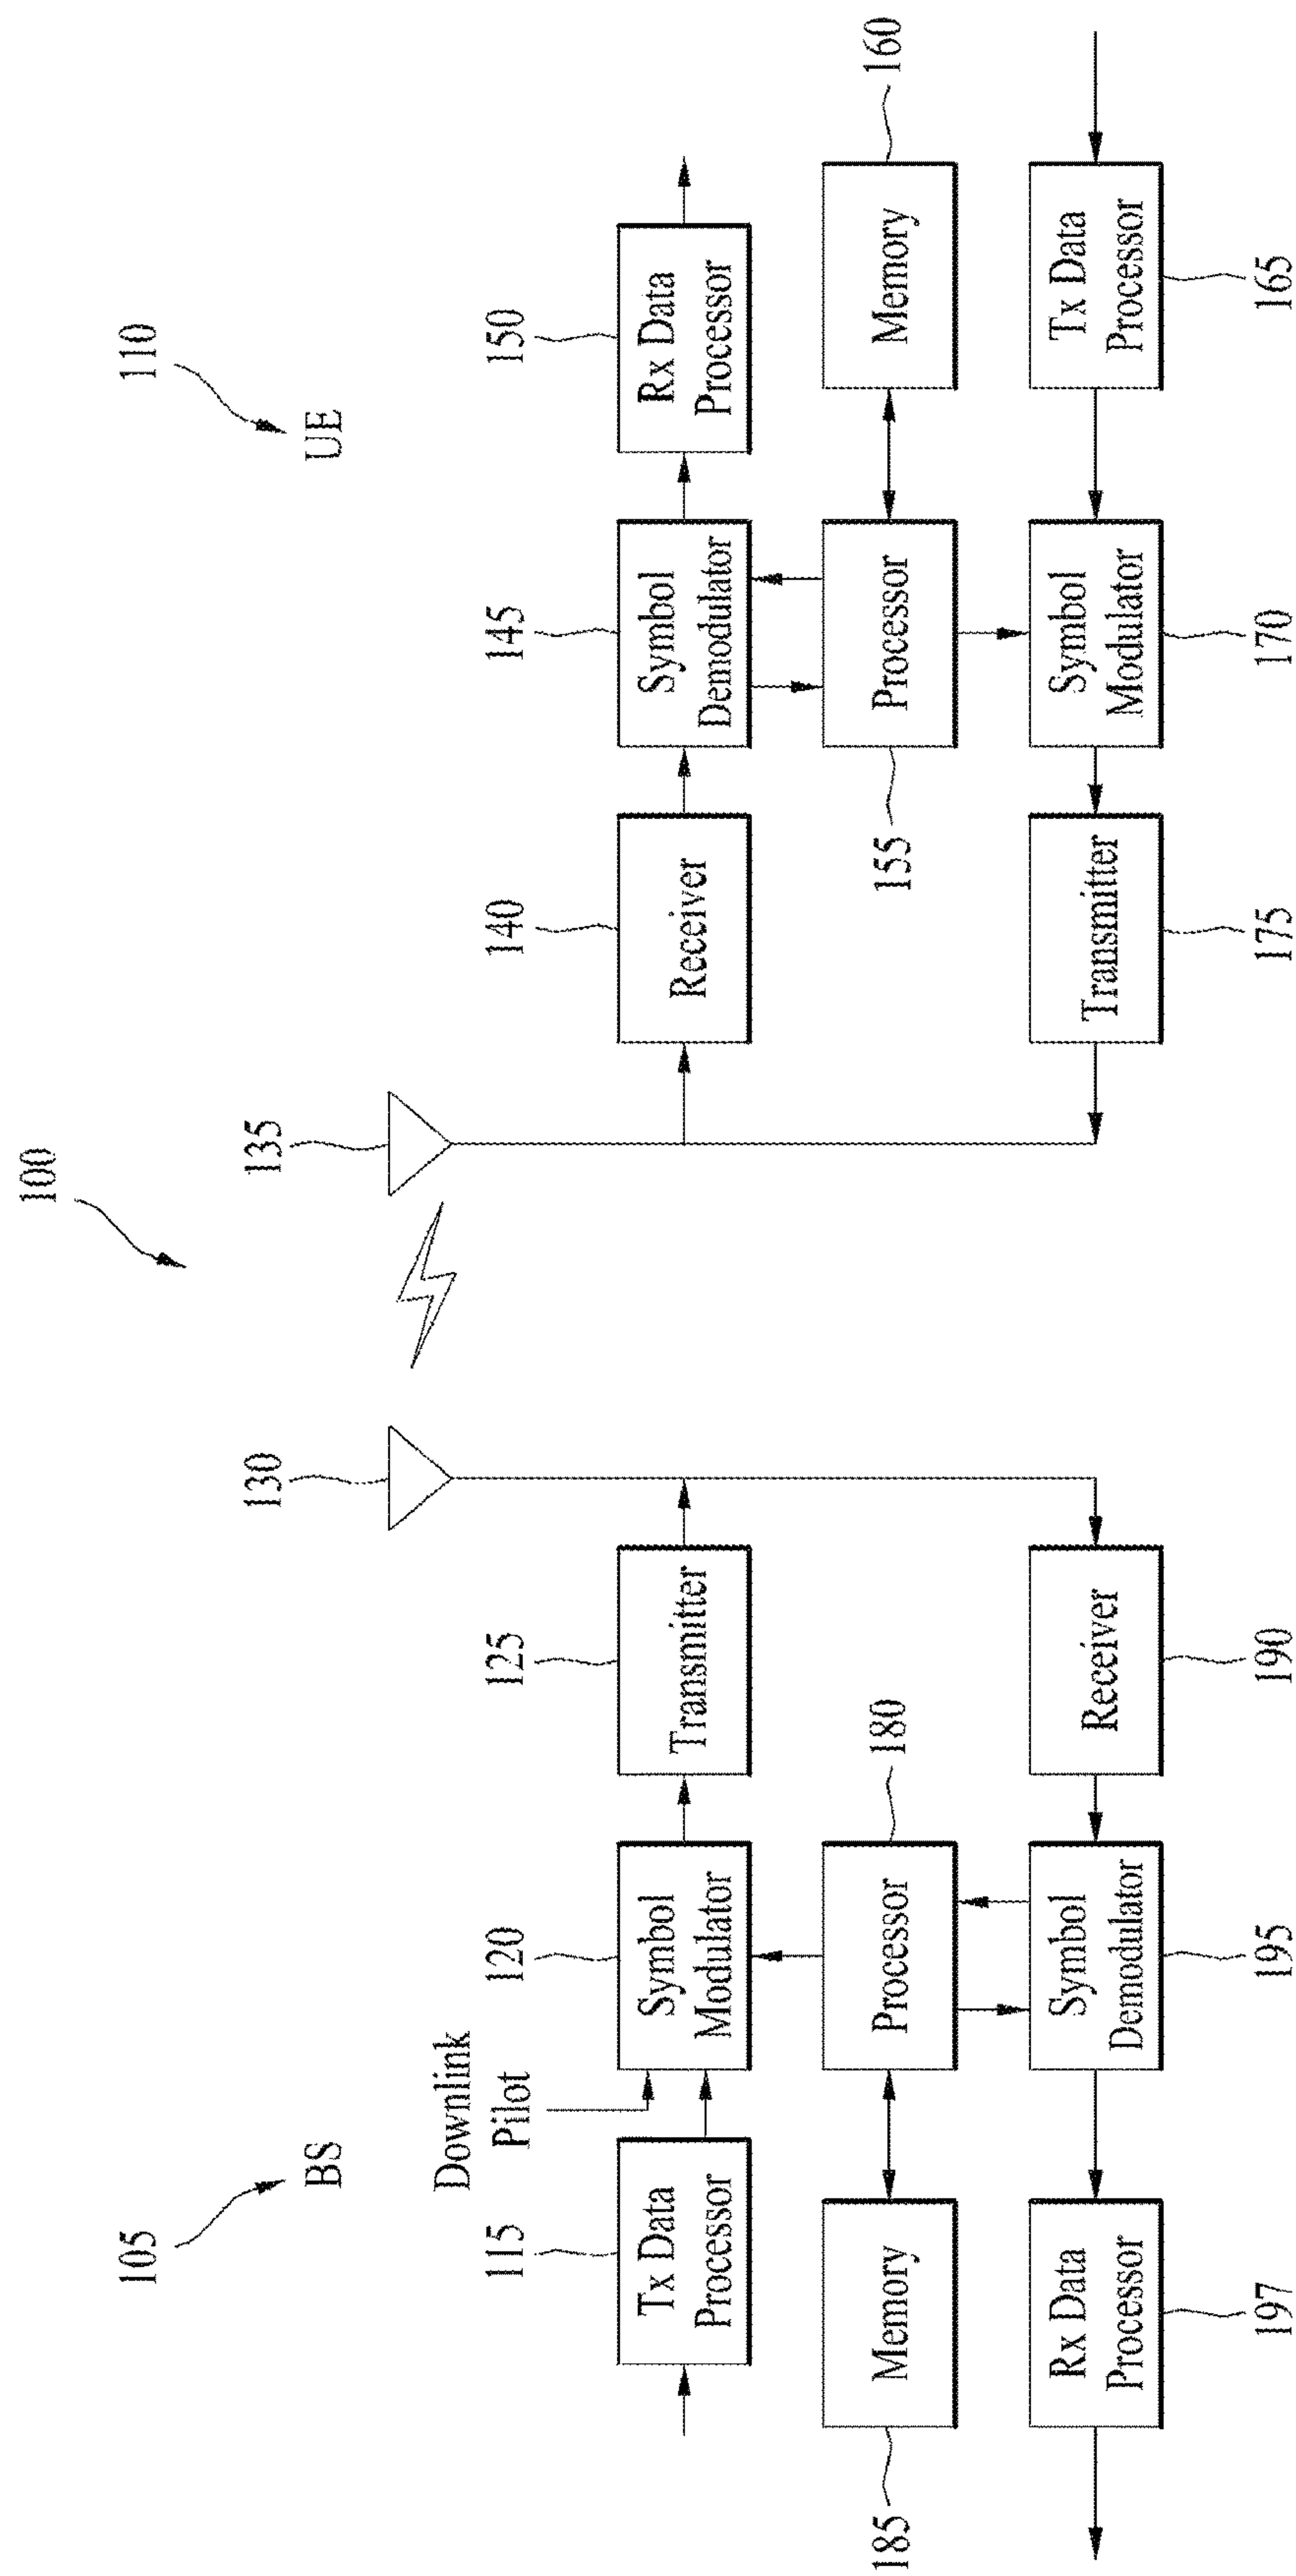 100
105
BS
110
UE
130
135
Downlink
Pilot
115
120
125
140
145
150
Tx Data
Processor
Symbol
Modulator
Transmitter
Receiver
Symbol
Demodulator
Rx Data
Processor
180
160
Memory
Processor
Processor
Memory
185
155
Rx Data
Processor
Symbol
Demodulator
Receiver
Transmitter
Symbol
Modulator
Tx Data
Processor
197
195
190
175
170
165